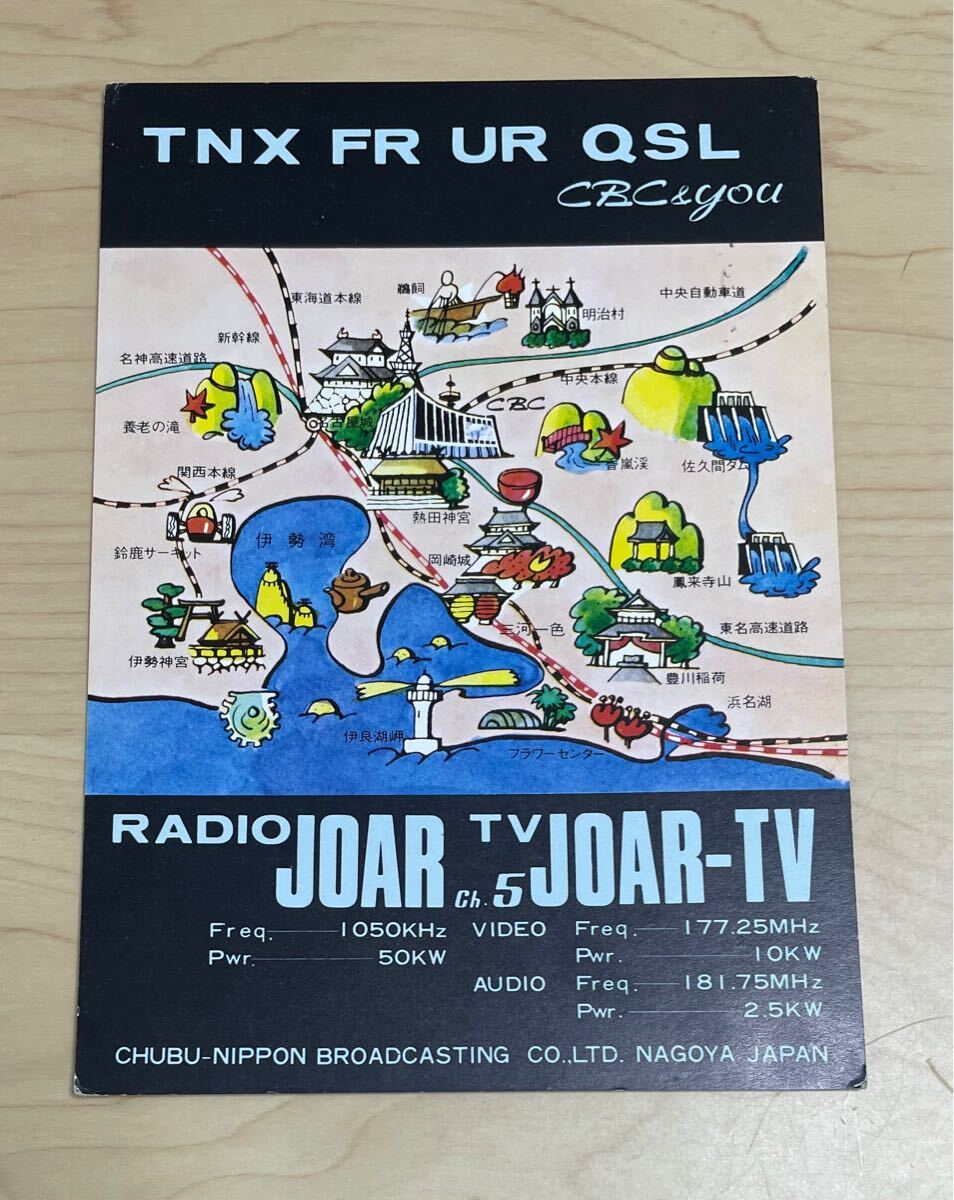 TNX FR UR QSL
CBC & you
東海道本線
鵜飼
中央自動車道
明治村
新幹線
名神高速道路
中央本線
CBC
養老の滝
名古屋城
香嵐渓
佐久間ダム
関西本線
熱田神宮
伊勢湾
鈴鹿サーキット
岡崎城
鳳来寺山
三河一色
東名高速道路
伊勢神宮
豊川稲荷
浜名湖
伊良湖岬
フラワーセンター
RADIO JOAR TV Ch. 5 JOAR-TV
Freq. 1050KHz VIDEO Freq. 177.25MHz
Pwr. 50KW Pwr. 10KW
AUDIO Freq. 181.75MHz
Pwr. 2.5KW
CHUBU-NIPPON BROADCASTING CO.,LTD. NAGOYA JAPAN